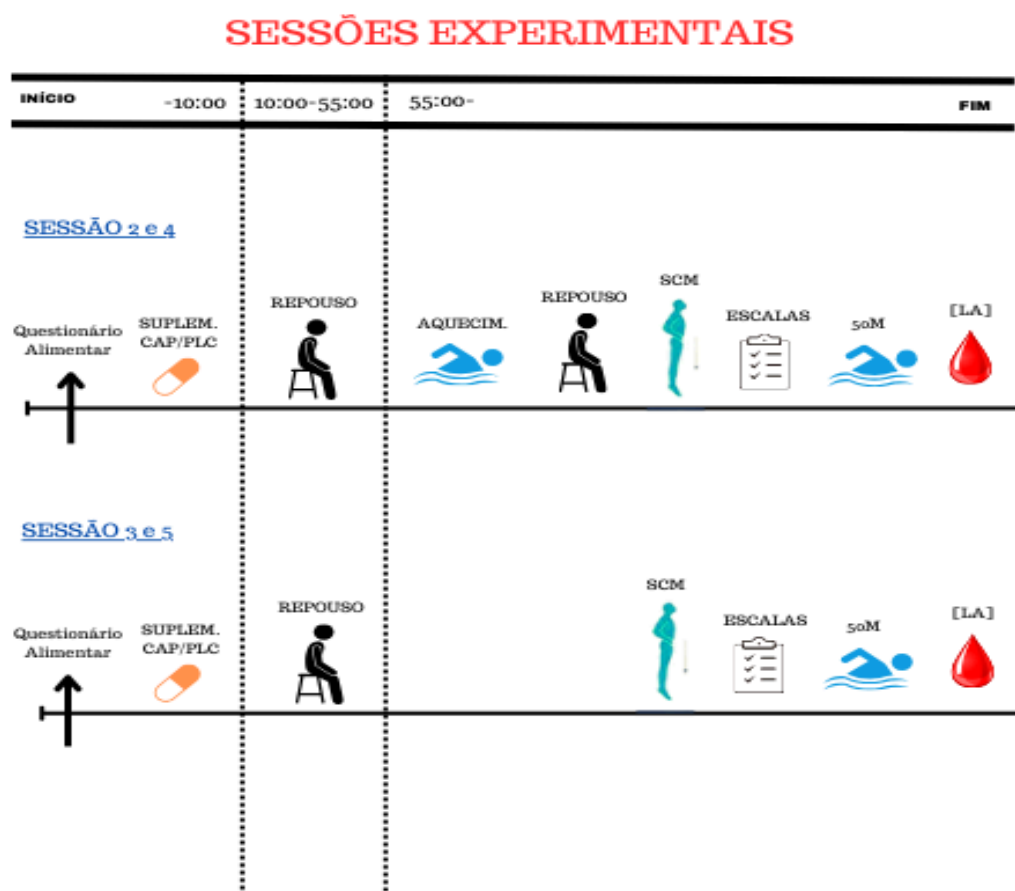 SESSÕES EXPERIMENTAIS
INÍCIO -10:00 10:00-55:00 55:00- FIM
SESSÃO 2 e 4
Questionário
Alimentar
SUPLEM.
CAP/PLC
REPOUSO
AQUECIM.
REPOUSO
SCM
ESCALAS
50M
[LA]
SESSÃO 3 e 5
Questionário
Alimentar
SUPLEM.
CAP/PLC
REPOUSO
SCM
ESCALAS
50M
[LA]